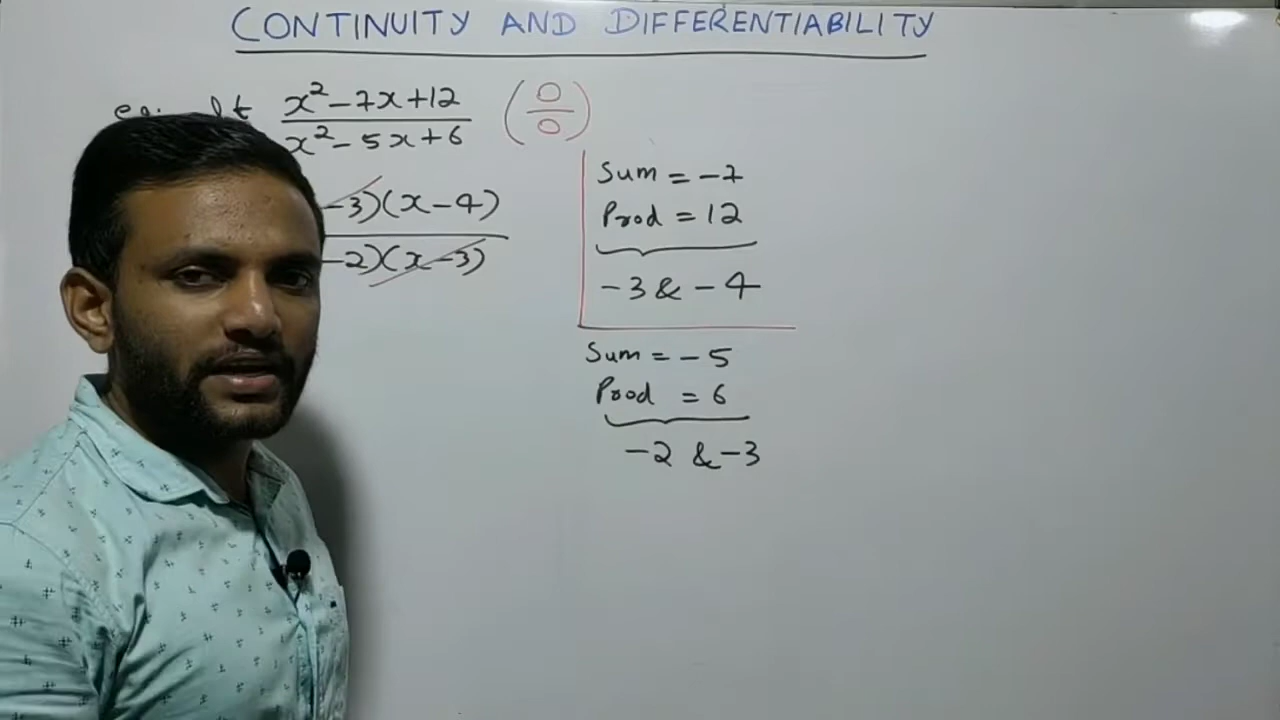 CONTINUITY AND DIFFERENTIABILITY
eg: Lt x²-7x+12 (0
x²-5x+6 0)
Sum = -7
-3)(x-4) Prod = 12
-2)(x-3)
-3 & -4
Sum = -5
Prod = 6
-2 & -3